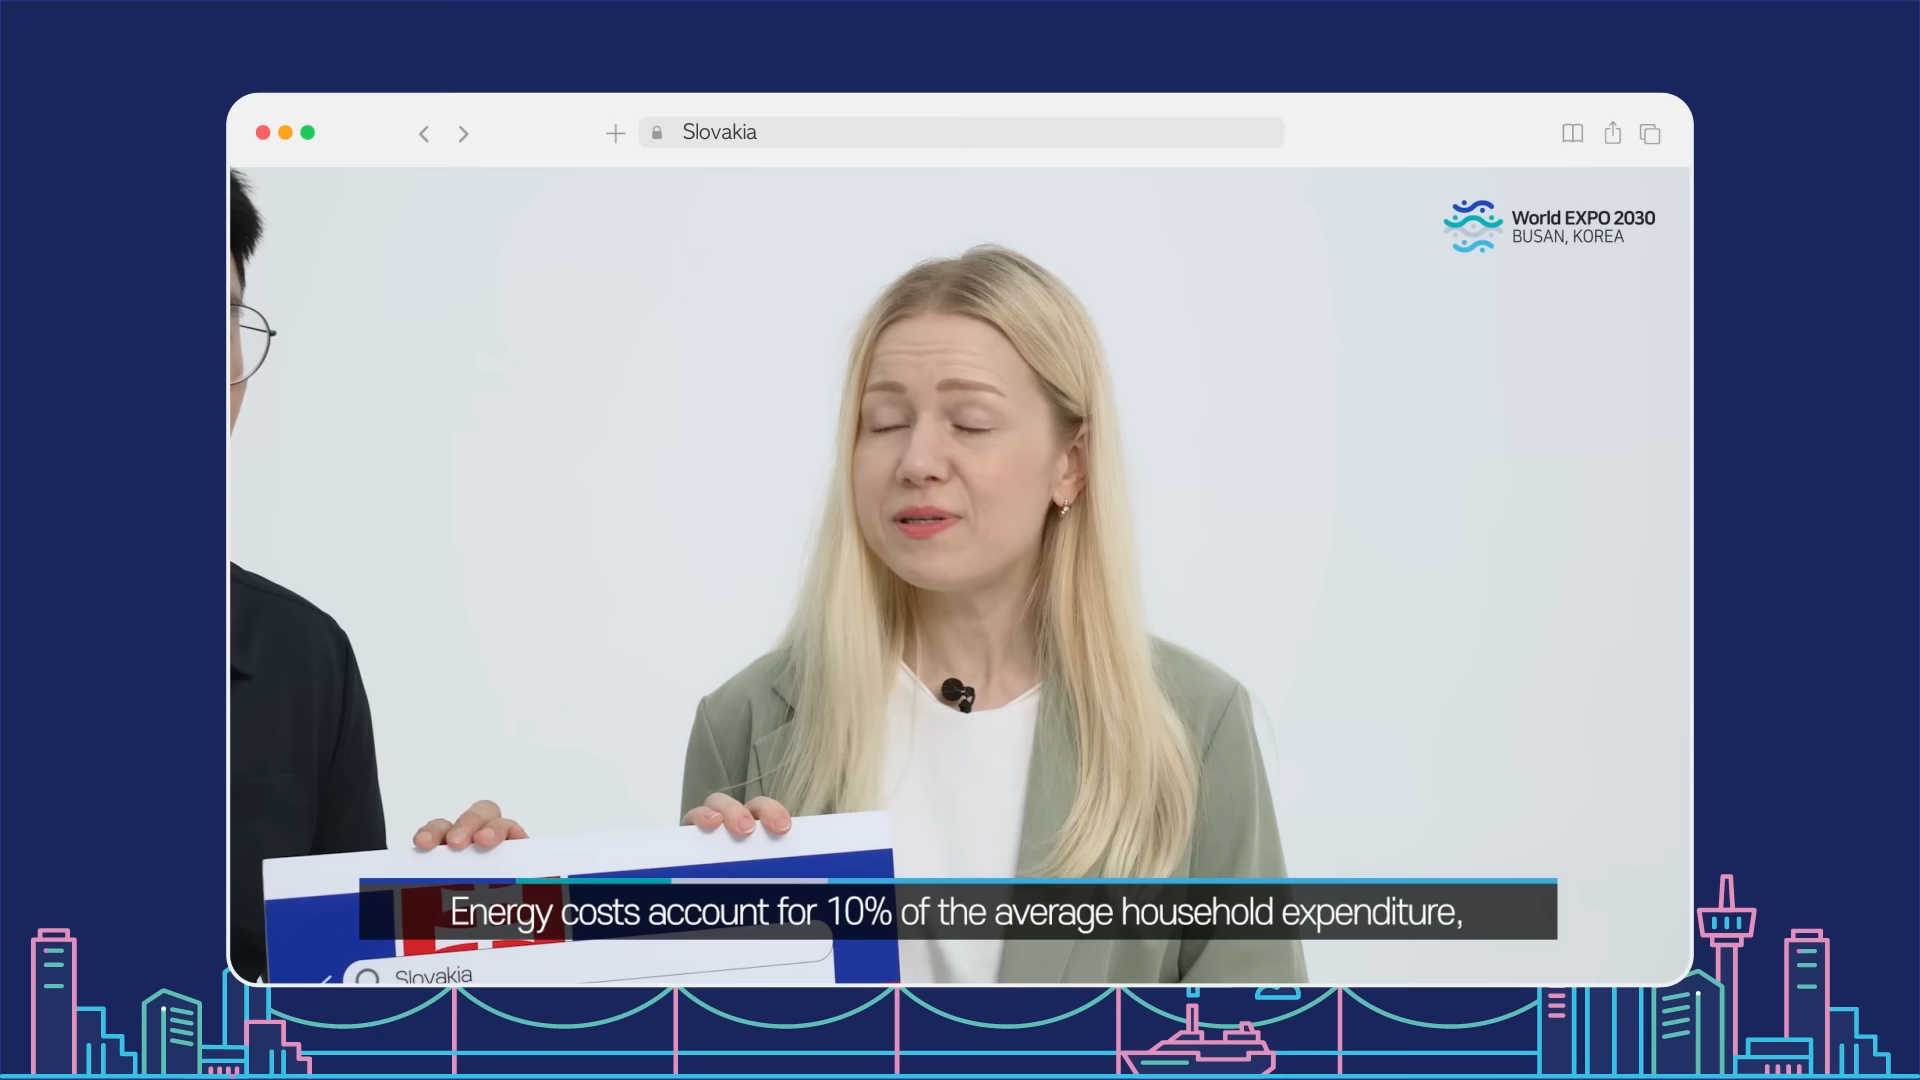 Slovakia
World EXPO 2030
BUSAN, KOREA
Energy costs account for 10% of the average household expenditure,
Slovakia